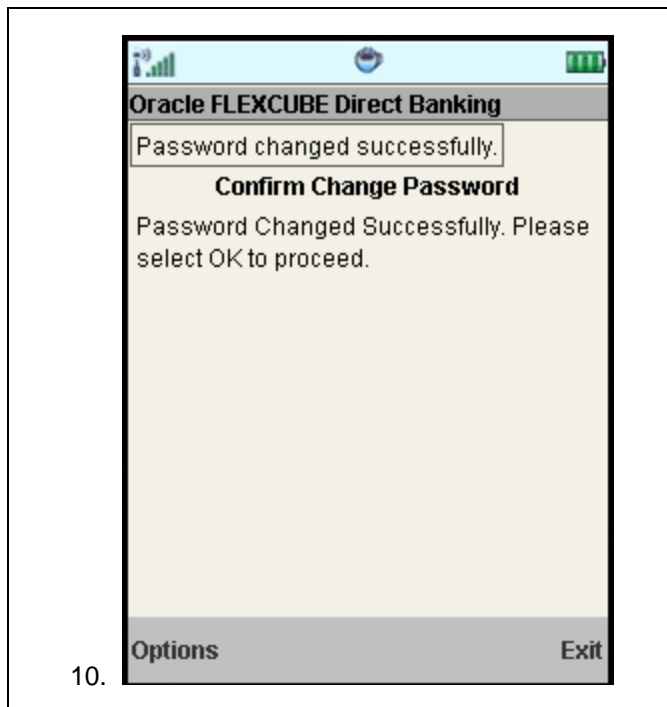 Oracle FLEXCUBE Direct Banking
Password changed successfully.
Confirm Change Password
Password Changed Successfully. Please
select OK to proceed.
Options Exit
10.